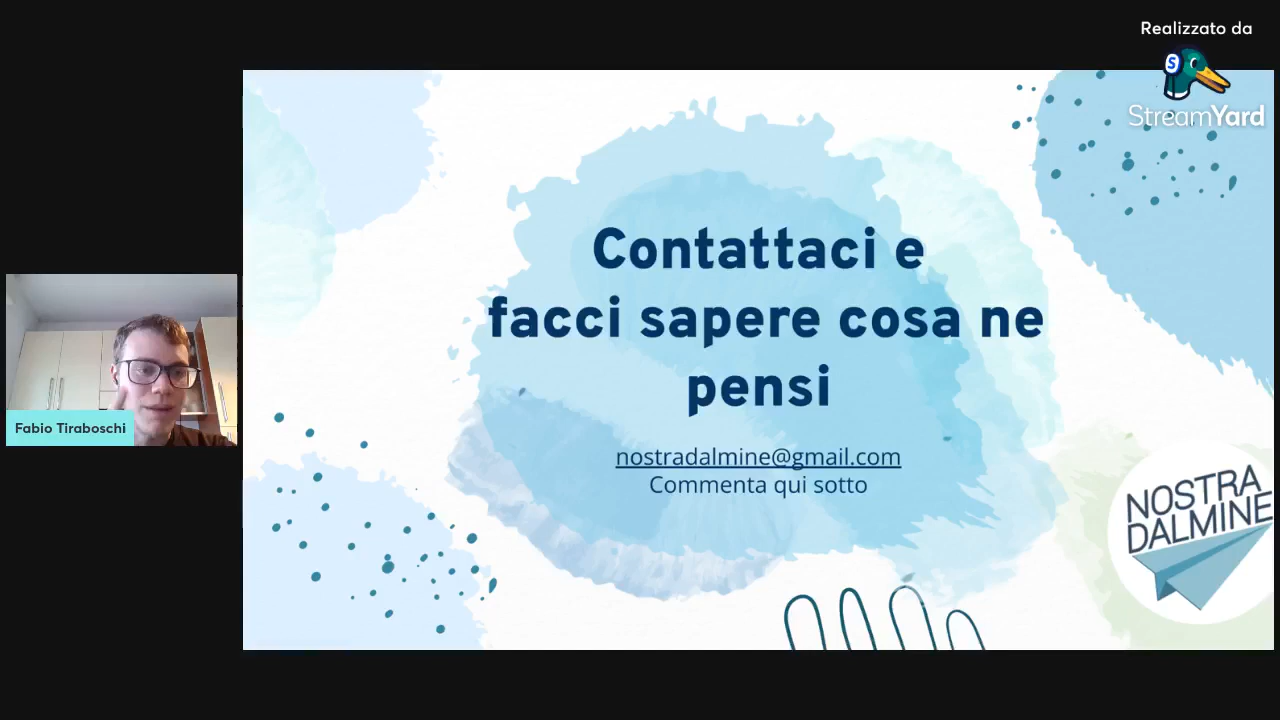 Realizzato da
S
StreamYard
Contattaci e
facci sapere cosa ne
pensi
nostradalmine@gmail.com
Commenta qui sotto
Fabio Tiraboschi
NOSTRA
DALMINE